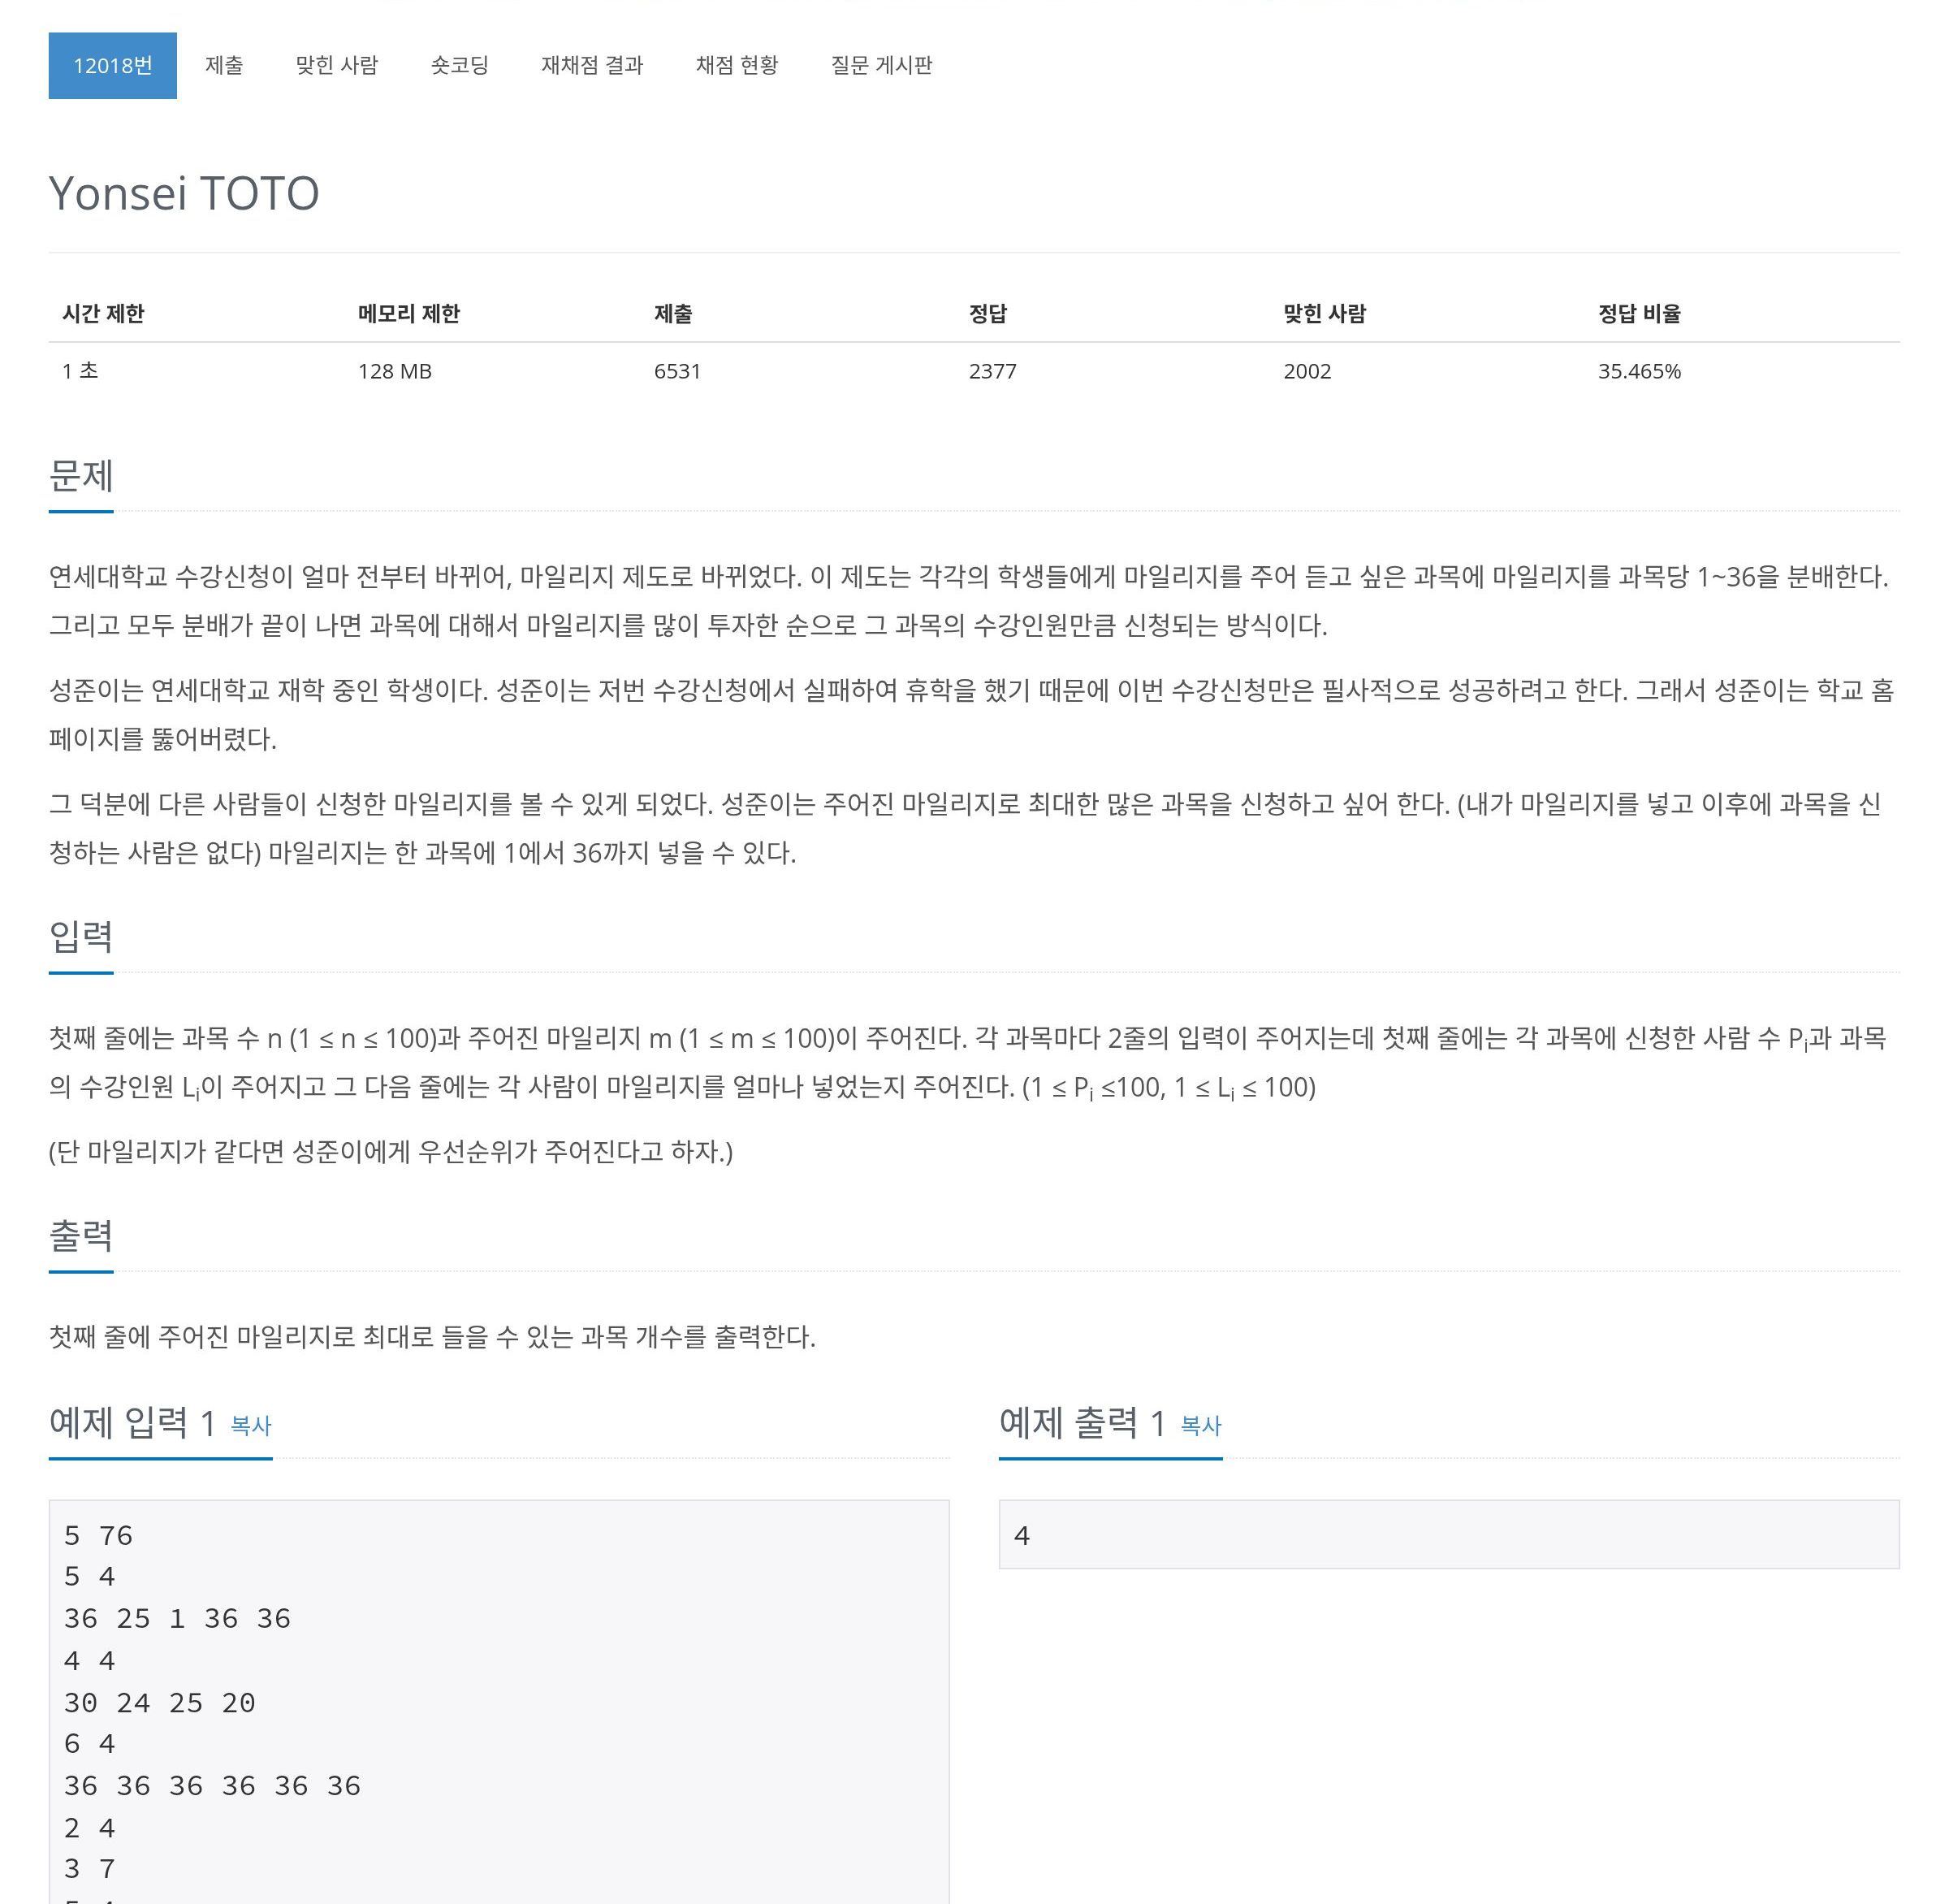 12018번 제출 맞힌 사람 숏코딩 재채점 결과 채점 현황 질문 게시판
Yonsei TOTO
시간 제한 메모리 제한 제출 정답 맞힌 사람 정답 비율
1 초 128 MB 6531 2377 2002 35.465%
문제
연세대학교 수강신청이 얼마 전부터 바뀌어, 마일리지 제도로 바뀌었다. 이 제도는 각각의 학생들에게 마일리지를 주어 듣고 싶은 과목에 마일리지를 과목당 1~36을 분배한다.
그리고 모두 분배가 끝이 나면 과목에 대해서 마일리지를 많이 투자한 순으로 그 과목의 수강인원만큼 신청되는 방식이다.
성준이는 연세대학교 재학 중인 학생이다. 성준이는 저번 수강신청에서 실패하여 휴학을 했기 때문에 이번 수강신청만은 필사적으로 성공하려고 한다. 그래서 성준이는 학교 홈
페이지를 뚫어버렸다.
그 덕분에 다른 사람들이 신청한 마일리지를 볼 수 있게 되었다. 성준이는 주어진 마일리지로 최대한 많은 과목을 신청하고 싶어 한다. (내가 마일리지를 넣고 이후에 과목을 신
청하는 사람은 없다) 마일리지는 한 과목에 1에서 36까지 넣을 수 있다.
입력
첫째 줄에는 과목 수 n (1 ≤ n ≤ 100)과 주어진 마일리지 m (1 ≤ m ≤ 100)이 주어진다. 각 과목마다 2줄의 입력이 주어지는데 첫째 줄에는 각 과목에 신청한 사람 수 Pi과 과목
의 수강인원 Li이 주어지고 그 다음 줄에는 각 사람이 마일리지를 얼마나 넣었는지 주어진다. (1 ≤ Pi ≤100, 1 ≤ Li ≤ 100)
(단 마일리지가 같다면 성준이에게 우선순위가 주어진다고 하자.)
출력
첫째 줄에 주어진 마일리지로 최대로 들을 수 있는 과목 개수를 출력한다.
예제 입력 1 복사
5 76
5 4
36 25 1 36 36
4 4
30 24 25 20
6 4
36 36 36 36 36 36
2 4
3 7
예제 출력 1 복사
4